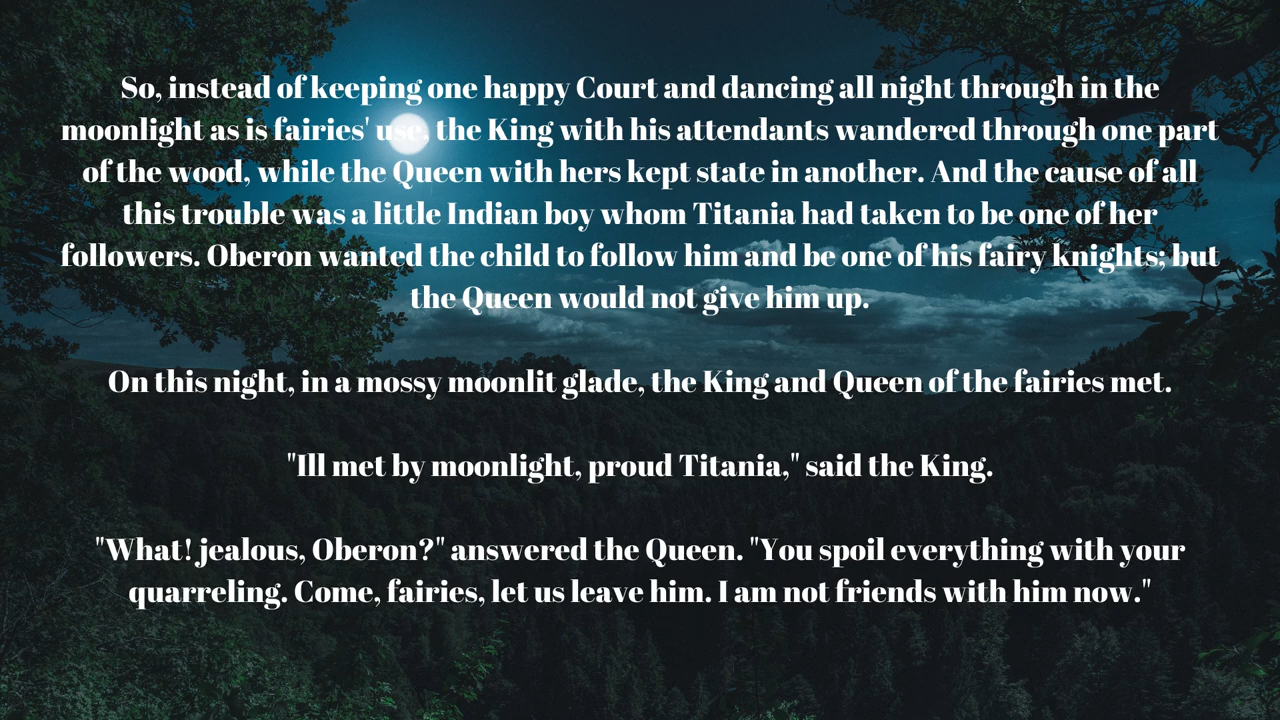 So, instead of keeping one happy Court and dancing all night through in the
moonlight as is fairies' use, the King with his attendants wandered through one part
of the wood, while the Queen with hers kept state in another. And the cause of all
this trouble was a little Indian boy whom Titania had taken to be one of her
followers. Oberon wanted the child to follow him and be one of his fairy knights; but
the Queen would not give him up.
On this night, in a mossy moonlit glade, the King and Queen of the fairies met.
"Ill met by moonlight, proud Titania," said the King.
"What! jealous, Oberon?" answered the Queen. "You spoil everything with your
quarreling. Come, fairies, let us leave him. I am not friends with him now."